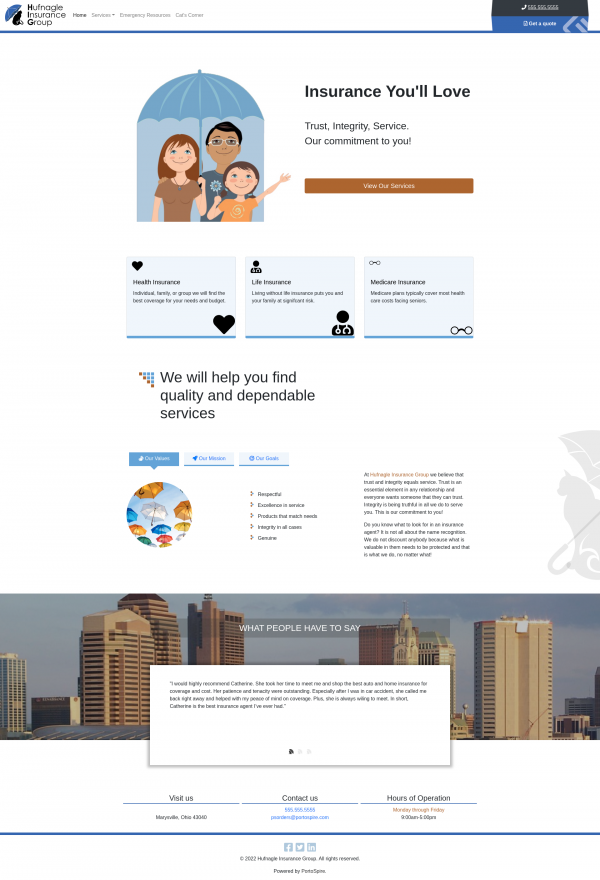 Hufnagle
Insurance
Group
Home Services Emergency Resources Cat's Corner
555.555.5555
Get a quote
Insurance You'll Love
Trust, Integrity, Service.
Our commitment to you!
View Our Services
Health Insurance
Individual, family, or group we will find the
best coverage for your needs and budget.
Life Insurance
Living without life insurance puts you and
your family at significant risk.
Medicare Insurance
Medicare plans typically cover most health
care costs facing seniors.
We will help you find
quality and dependable
services
Our Values
Our Mission
Our Goals
Respectful
Excellence in service
Products that match needs
Integrity in all cases
Genuine
At Hufnagle Insurance Group we believe that
trust and integrity equals service. Trust is an
essential element in any relationship and
everyone wants someone that they can trust.
Integrity is being truthful in all we do to serve
you. This is our commitment to you!
Do you know what to look for in an insurance
agent? It is not all about the name recognition.
We do not discount anybody because what is
valuable in them needs to be protected and that
is what we do, no matter what!
WHAT PEOPLE HAVE TO SAY
"I would highly recommend Catherine. She took her time to meet me and shop the best auto and home insurance for
coverage and cost. Her patience and tenacity were outstanding. Especially after I was in car accident, she called me
back right away and helped with my peace of mind on coverage. Plus, she is always willing to meet. In short,
Catherine is the best insurance agent I've ever had."
Visit us
Marysville, Ohio 43040
Contact us
555.555.5555
psorders@portospire.com
Hours of Operation
Monday through Friday
9:00am-5:00pm
© 2022 Hufnagle Insurance Group. All rights reserved.
Powered by PortoSpire.